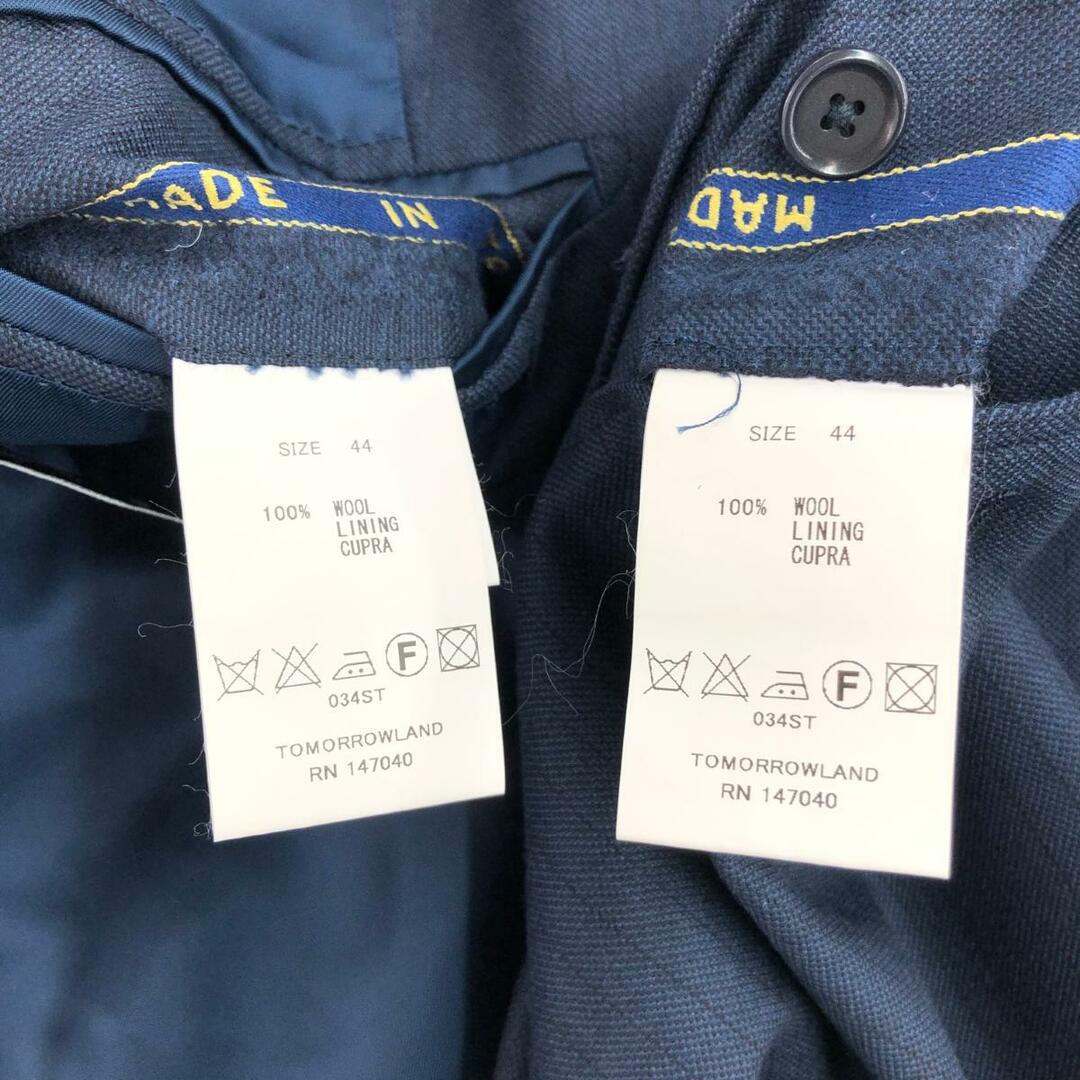 MADE IN
MAD
SIZE 44
100% WOOL
LINING
CUPRA
F
034ST
TOMORROWLAND
RN 147040
SIZE 44
100% WOOL
LINING
CUPRA
F
034ST
TOMORROWLAND
RN 147040